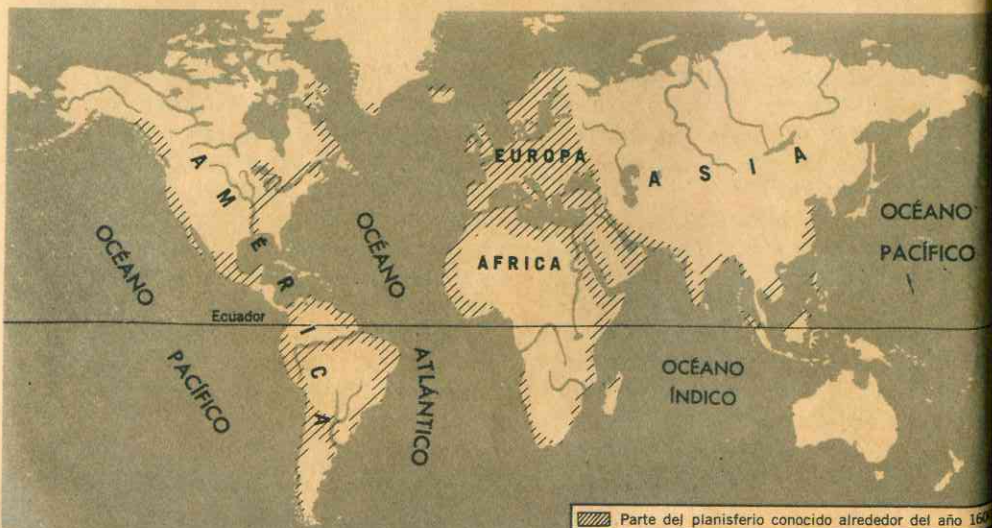 AMÉRICA
EUROPA
ASIA
AFRICA
OCÉANO
PACÍFICO
OCÉANO
ATLÁNTICO
OCÉANO
PACÍFICO
OCÉANO
ÍNDICO
Ecuador
Parte del planisferio conocido alrededor del año